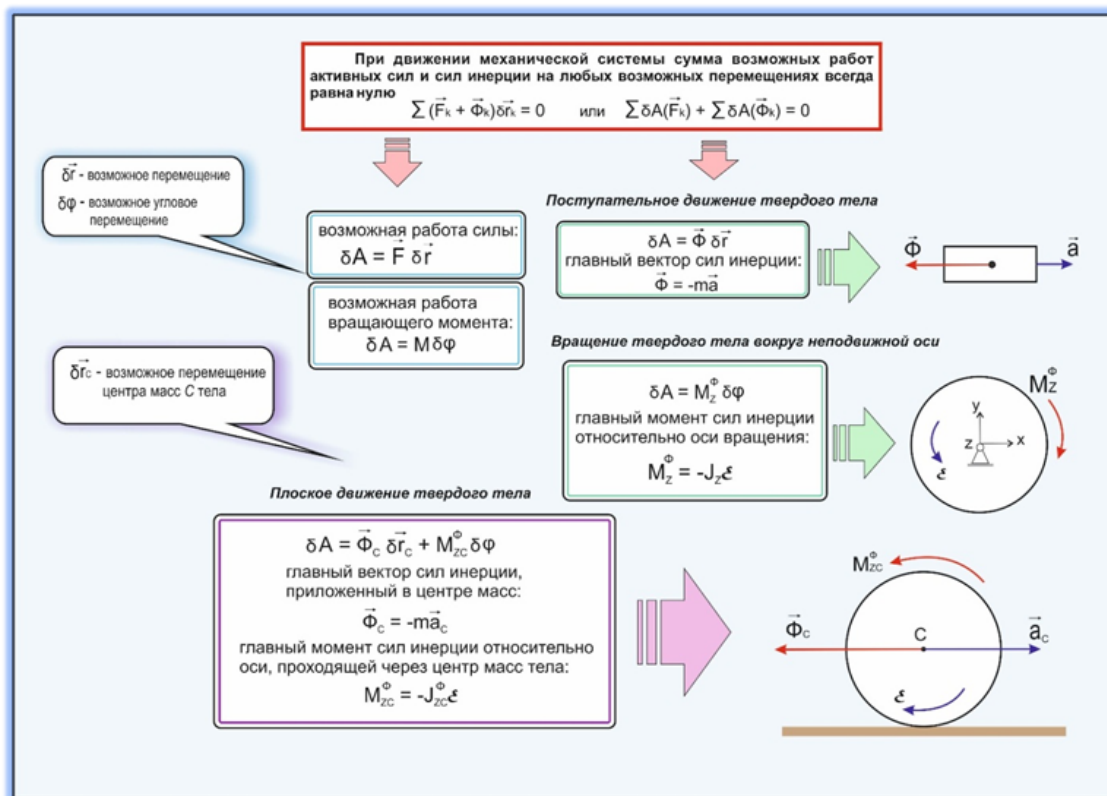 При движении механической системы сумма возможных работ
активных сил и сил инерции на любых возможных перемещениях всегда
равна нулю
∑ (F⃗ₖ + Φ⃗ₖ)δr⃗ₖ = 0 или ∑ δA(F⃗ₖ) + ∑ δA(Φ⃗ₖ) = 0
δr⃗ - возможное перемещение
δφ - возможное угловое
перемещение
возможная работа силы:
δA = F⃗ δr⃗
возможная работа
вращающего момента:
δA = M δφ
Поступательное движение твердого тела
δA = Φ⃗ δr⃗
главный вектор сил инерции:
Φ⃗ = -ma⃗
Φ⃗
a⃗
δr⃗c - возможное перемещение
центра масс C тела
Вращение твердого тела вокруг неподвижной оси
δA = M_Z^Φ δφ
главный момент сил инерции
относительно оси вращения:
M_Z^Φ = -J_Zℰ
M_Z^Φ
y
z
x
ℰ
Плоское движение твердого тела
δA = Φ⃗_C δr⃗_C + M_ZC^Φ δφ
главный вектор сил инерции,
приложенный в центре масс:
Φ⃗_C = -ma⃗_C
главный момент сил инерции относительно
оси, проходящей через центр масс тела:
M_ZC^Φ = -J_ZC^Φ ℰ
M_ZC^Φ
Φ⃗_C
C
a⃗_C
ℰ